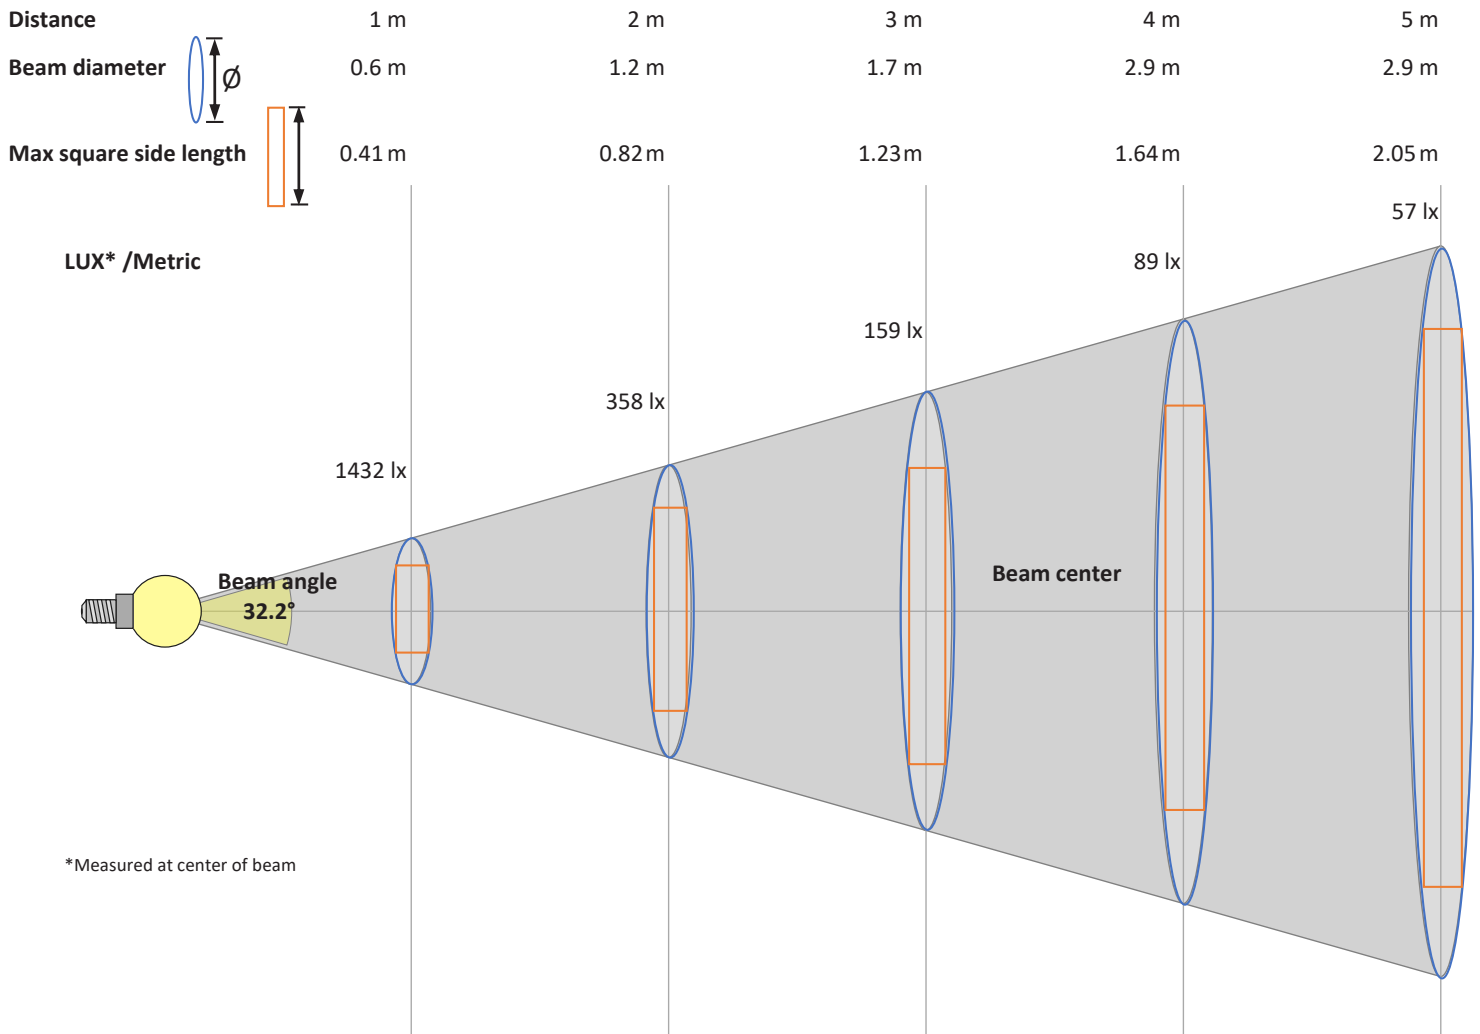 Distance 1 m 2 m 3 m 4 m 5 m
Beam diameter Ø 0.6 m 1.2 m 1.7 m 2.9 m 2.9 m
Max square side length 0.41 m 0.82 m 1.23 m 1.64 m 2.05 m
57 lx
LUX* /Metric 89 lx
159 lx
358 lx
1432 lx
Beam angle Beam center
32.2°
*Measured at center of beam